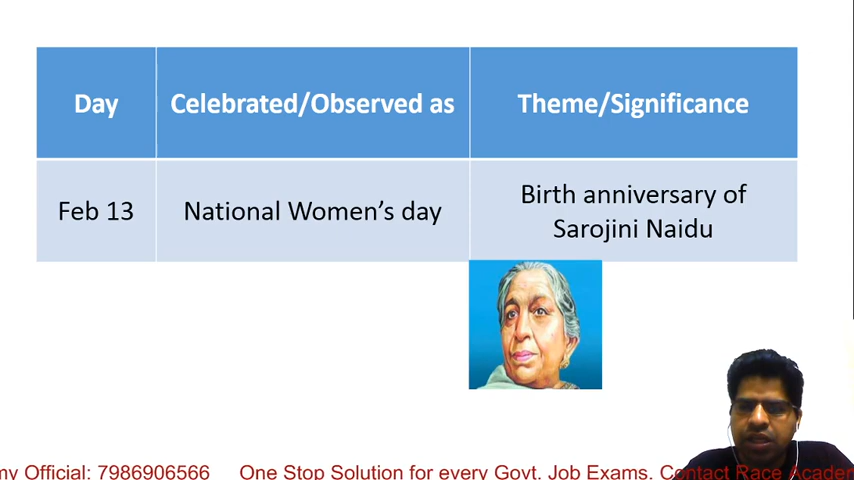 Day
Celebrated/Observed as
Theme/Significance
Feb 13
National Women's day
Birth anniversary of
Sarojini Naidu
my Official: 7986906566 One Stop Solution for every Govt. Job Exams. Contact Race Academ